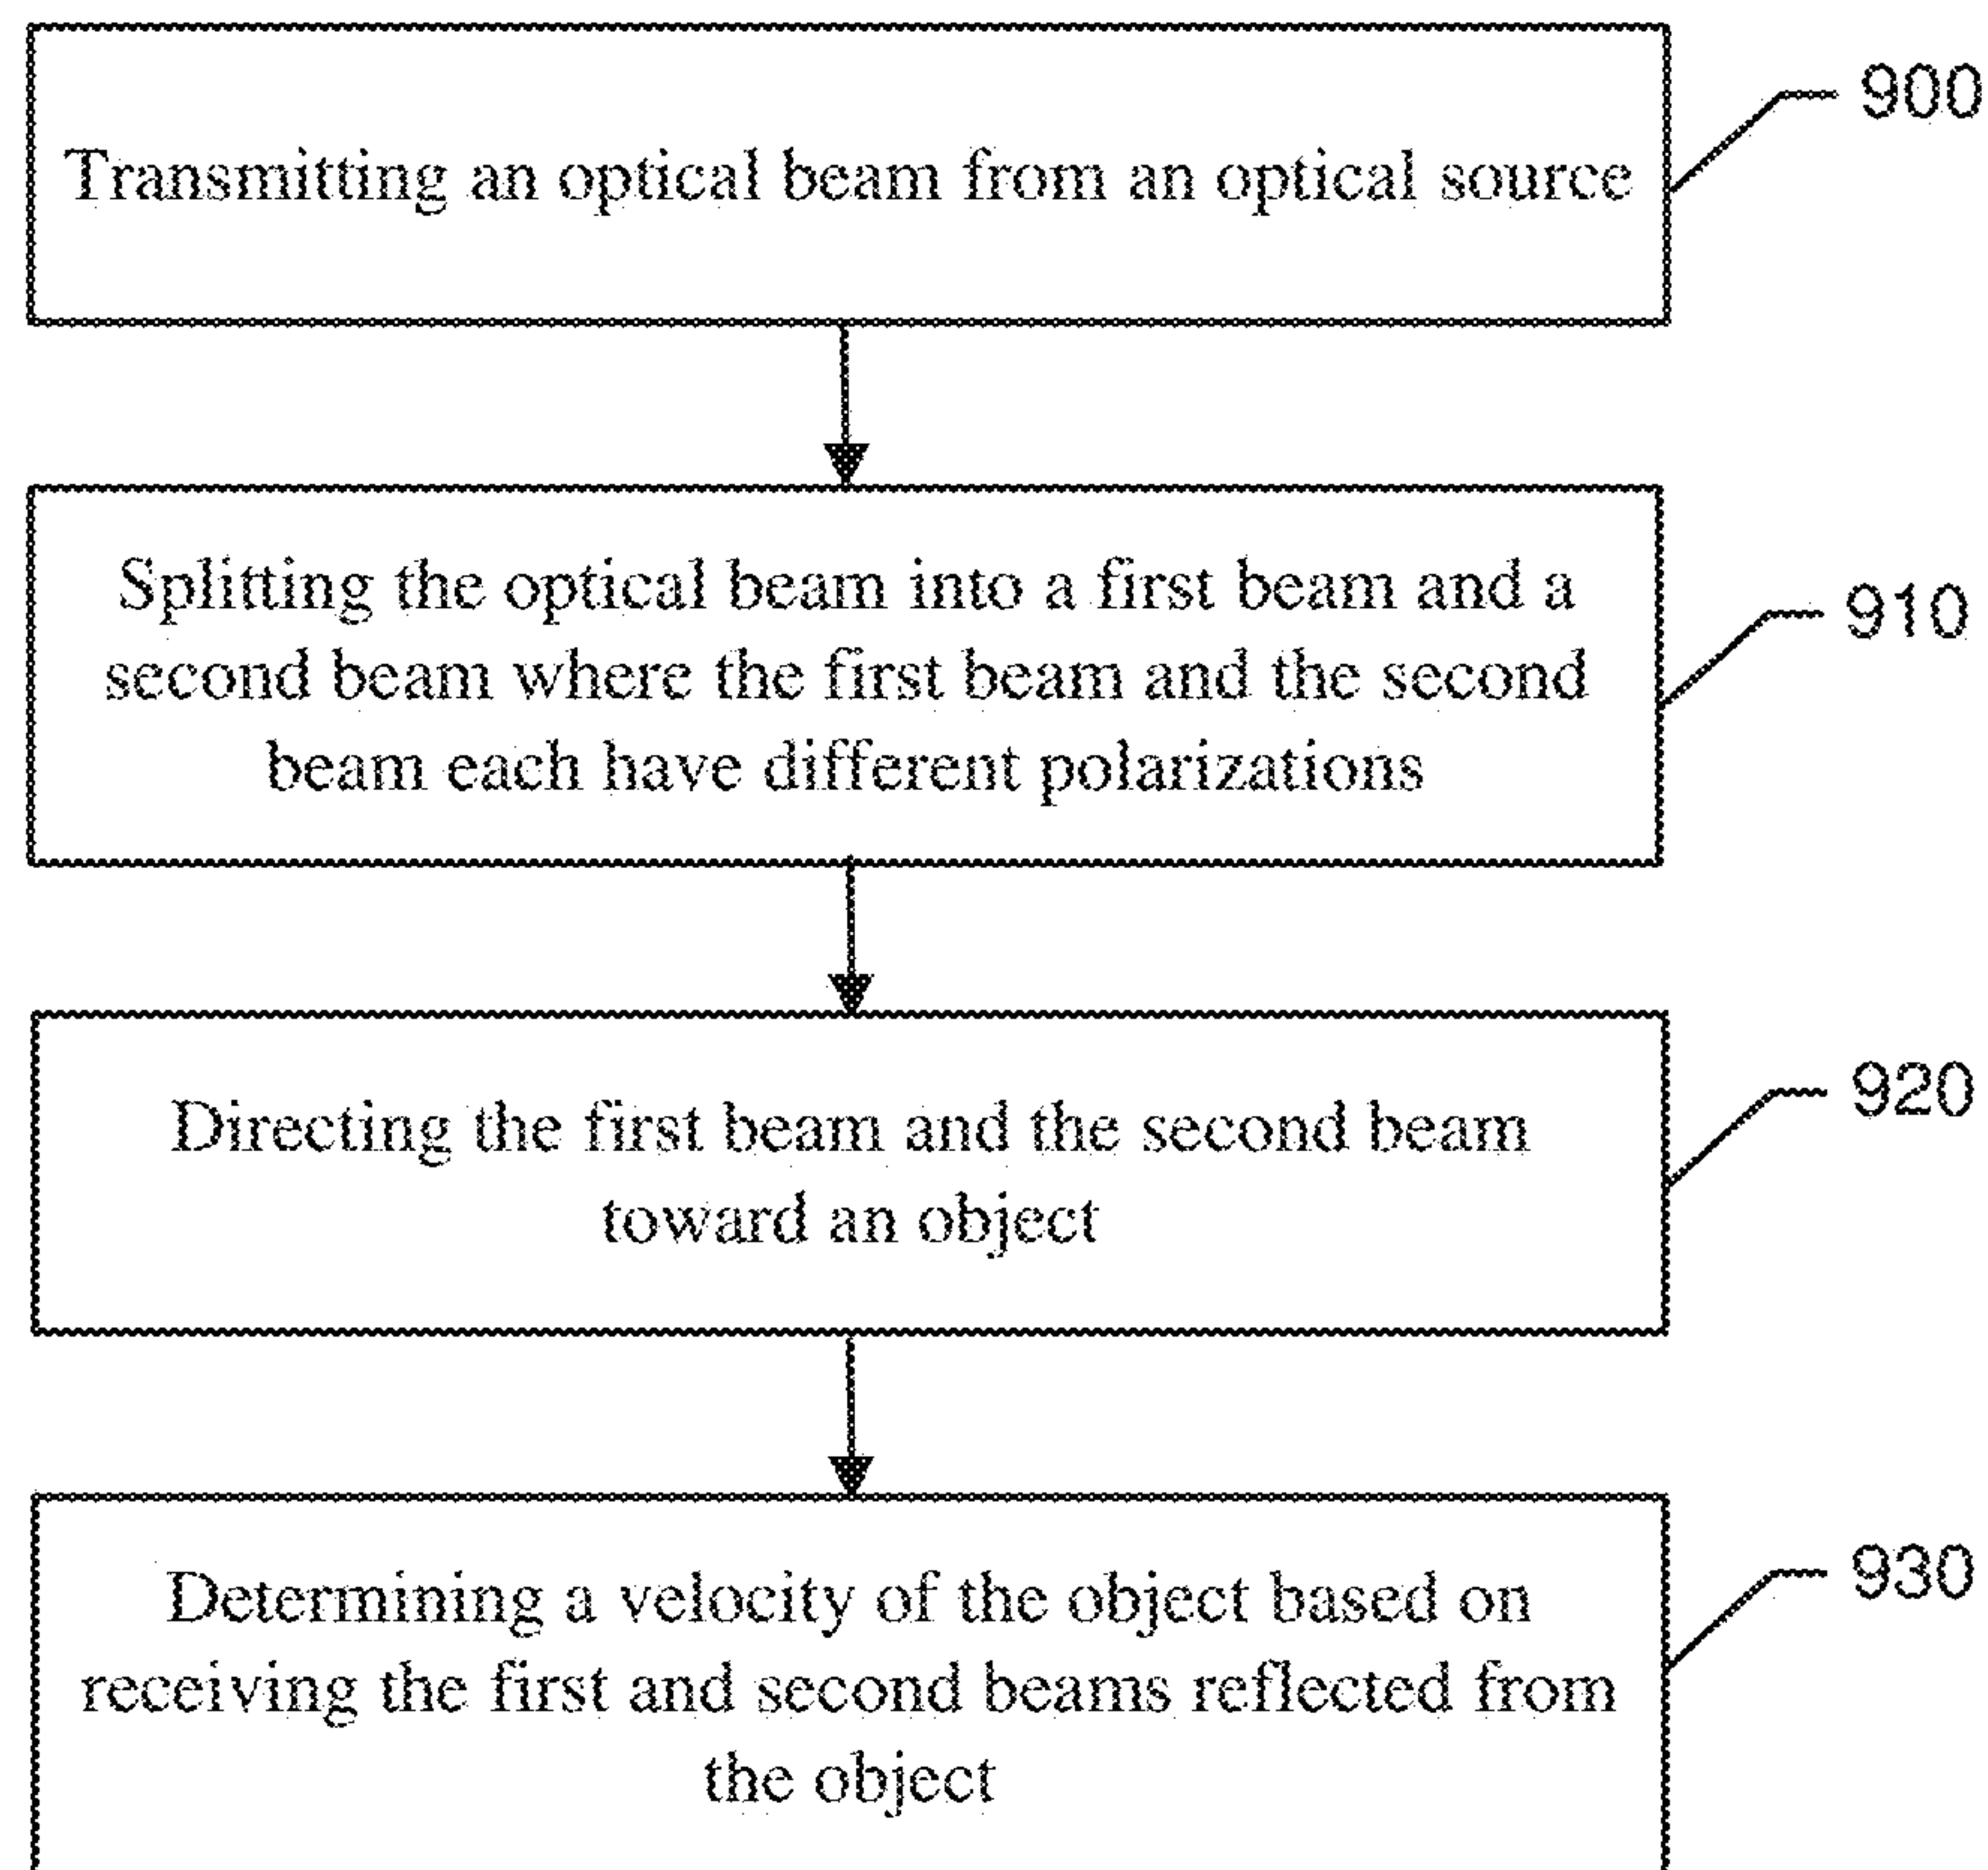 Transmitting an optical beam from an optical source
900
Splitting the optical beam into a first beam and a
second beam where the first beam and the second
beam each have different polarizations
910
Directing the first beam and the second beam
toward an object
920
Determining a velocity of the object based on
receiving the first and second beams reflected from
the object
930